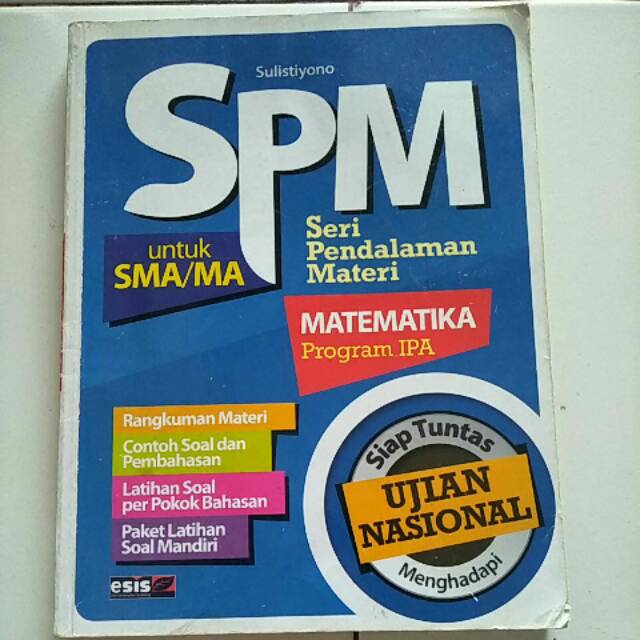 Sulistiyono
SPM
untuk
SMA/MA
Seri
Pendalaman
Materi
MATEMATIKA
Program IPA
Rangkuman Materi
Contoh Soal dan
Pembahasan
Latihan Soal
per Pokok Bahasan
Paket Latihan
Soal Mandiri
Siap Tuntas
UJIAN
NASIONAL
Menghadapi
esis